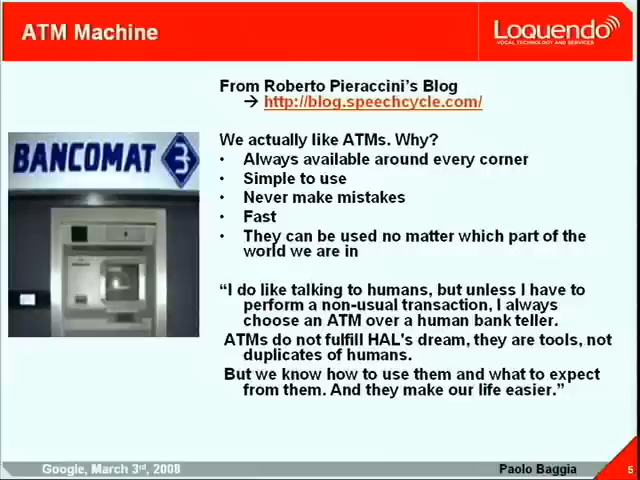 ATM Machine
Loquendo
VOCAL TECHNOLOGY AND SERVICES
From Roberto Pieraccini's Blog
→ http://blog.speechcycle.com/
BANCOMAT 3
We actually like ATMs. Why?
• Always available around every corner
• Simple to use
• Never make mistakes
• Fast
• They can be used no matter which part of the
world we are in
“I do like talking to humans, but unless I have to
perform a non-usual transaction, I always
choose an ATM over a human bank teller.
ATMs do not fulfill HAL's dream, they are tools, not
duplicates of humans.
But we know how to use them and what to expect
from them. And they make our life easier.”
Google, March 3rd, 2008
Paolo Baggia
5